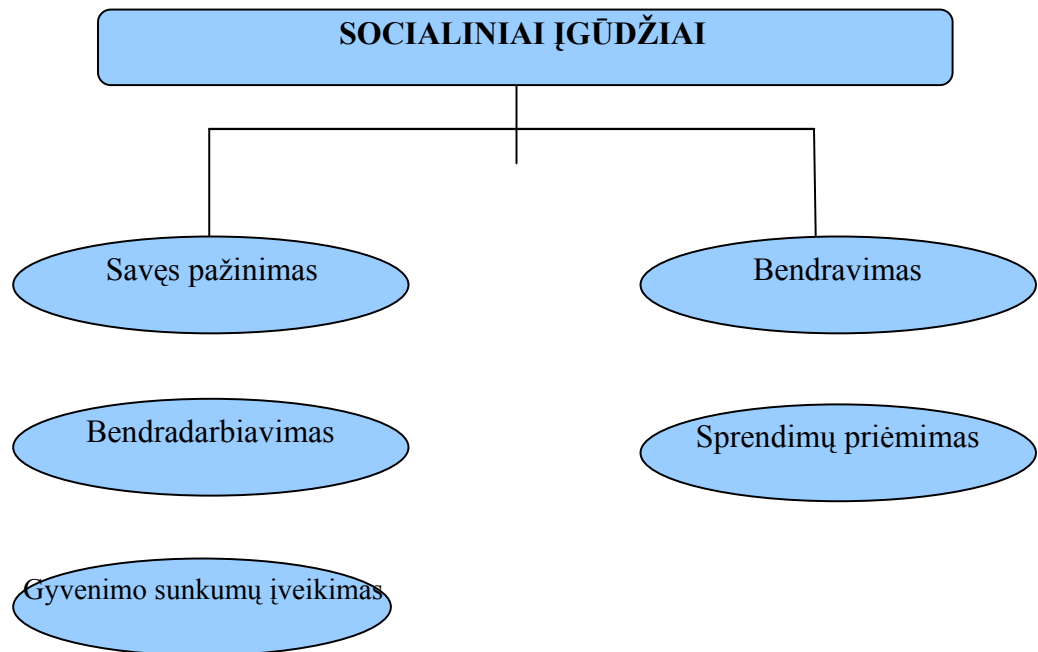 SOCIALINIAI ĮGŪDŽIAI
Savęs pažinimas
Bendravimas
Bendradarbiavimas
Sprendimų priėmimas
Gyvenimo sunkumų įveikimas